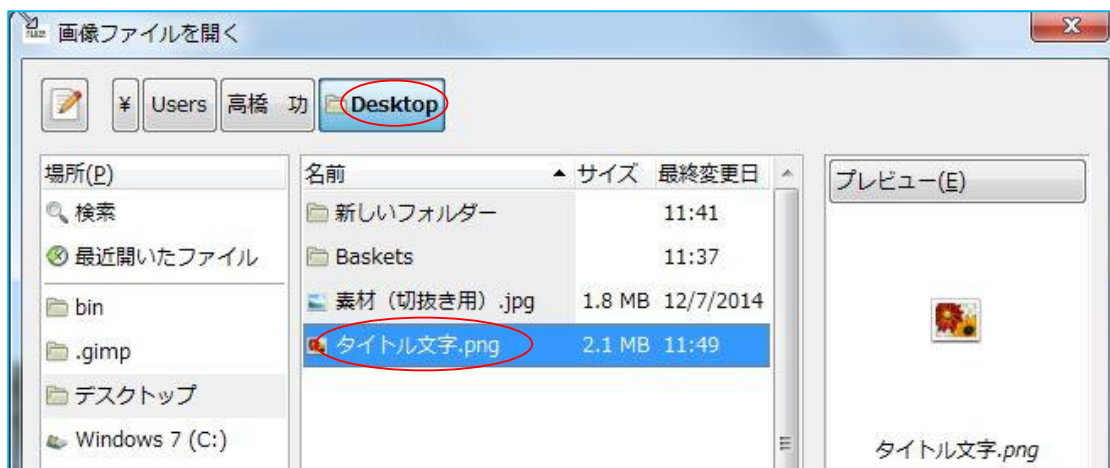 画像ファイルを開く
¥ Users 高橋 功 Desktop
場所(P)
検索
最近開いたファイル
bin
.gimp
デスクトップ
Windows 7 (C:)
名前 サイズ 最終変更日
新しいフォルダー 11:41
Baskets 11:37
素材（切抜き用）.jpg 1.8 MB 12/7/2014
タイトル文字.png 2.1 MB 11:49
プレビュー(E)
タイトル文字.png